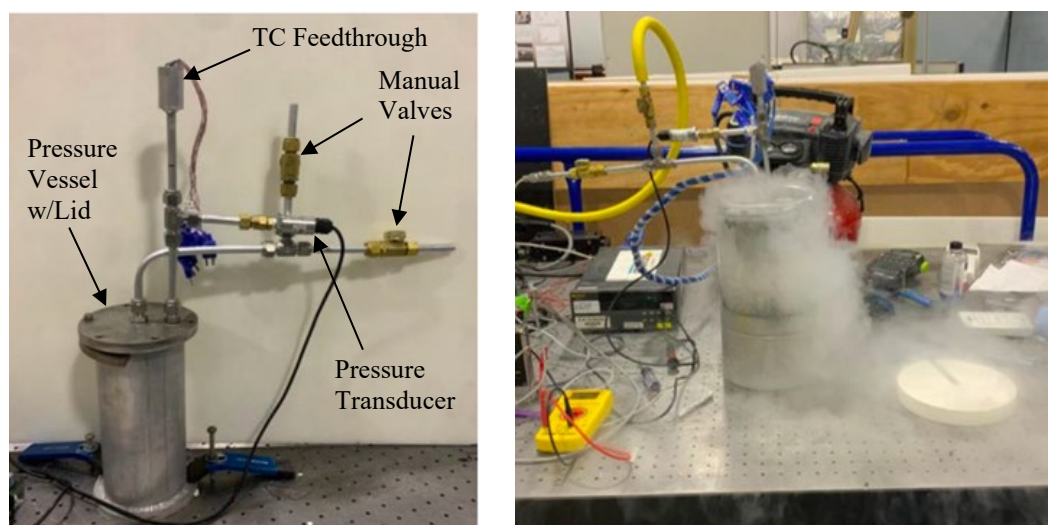 TC Feedthrough
Manual
Valves
Pressure
Vessel
w/Lid
Pressure
Transducer